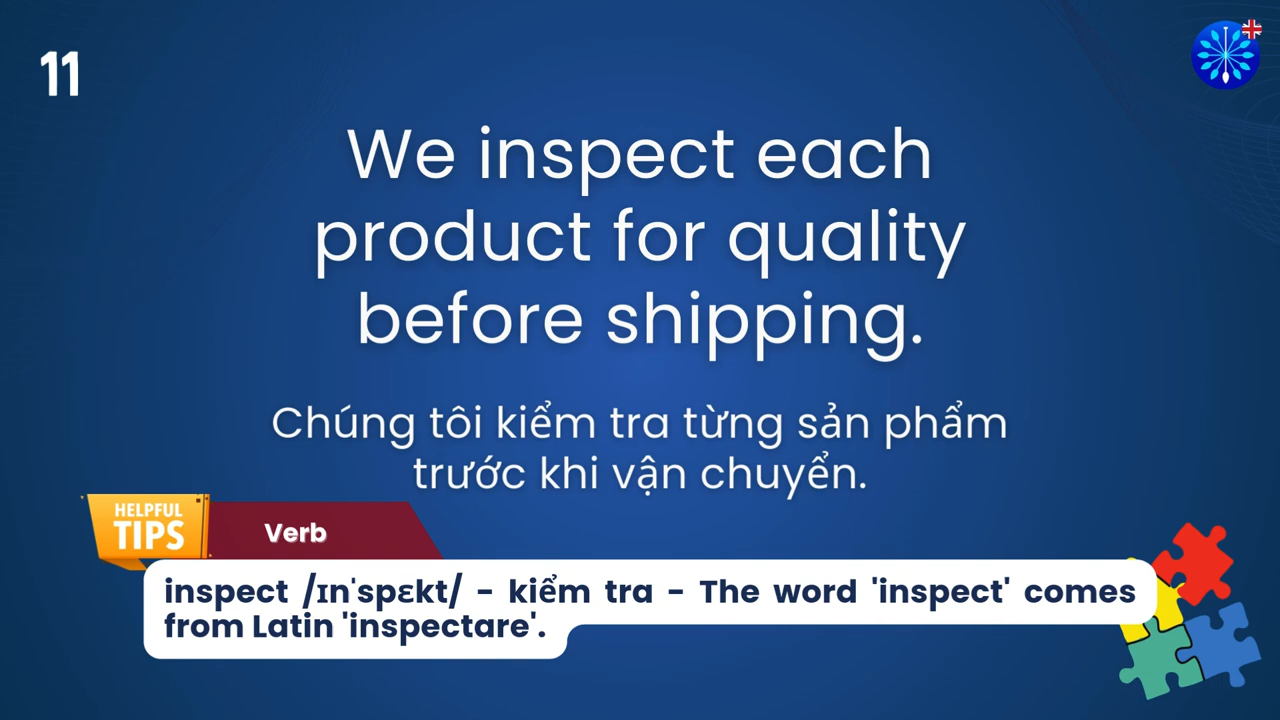 11
We inspect each
product for quality
before shipping.
Chúng tôi kiểm tra từng sản phẩm
trước khi vận chuyển.
HELPFUL
TIPS
Verb
inspect /ɪnˈspɛkt/ - kiểm tra - The word 'inspect' comes
from Latin 'inspectare'.